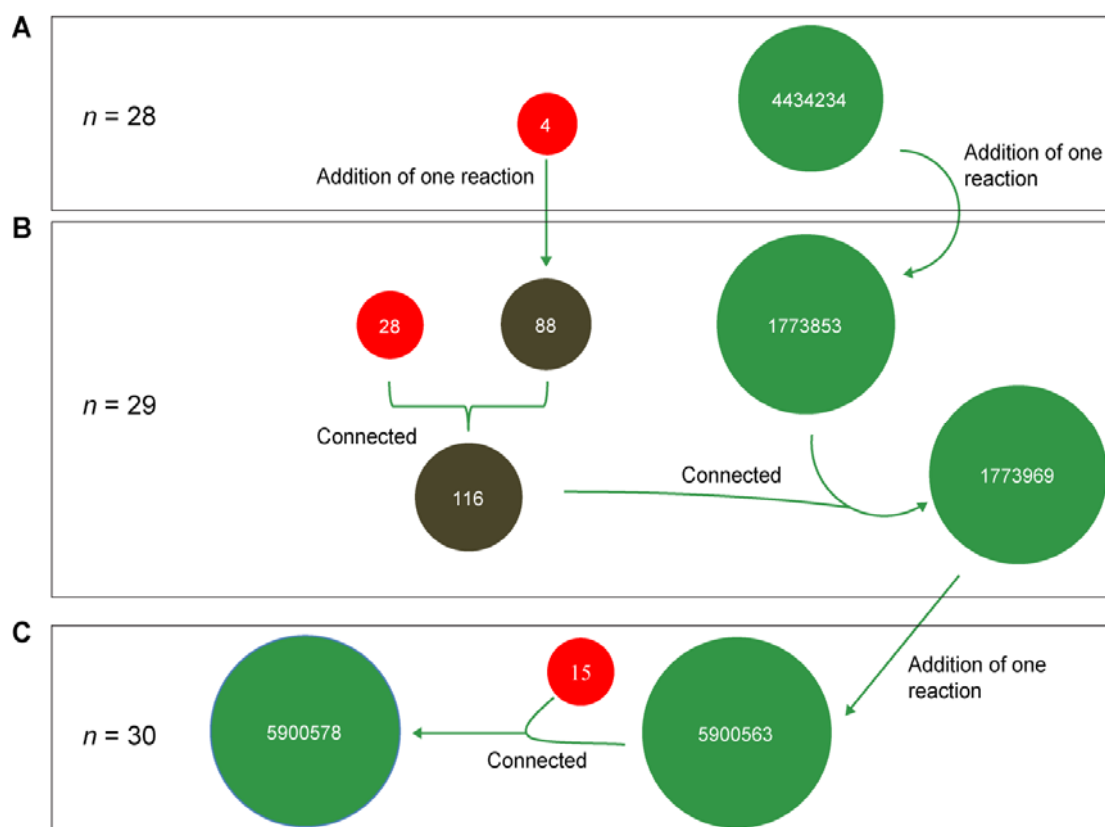 A
n = 28
4
4434234
Addition of one reaction
Addition of one
reaction
B
n = 29
28
88
1773853
Connected
116
Connected
1773969
C
n = 30
5900578
15
5900563
Connected
Addition of one
reaction